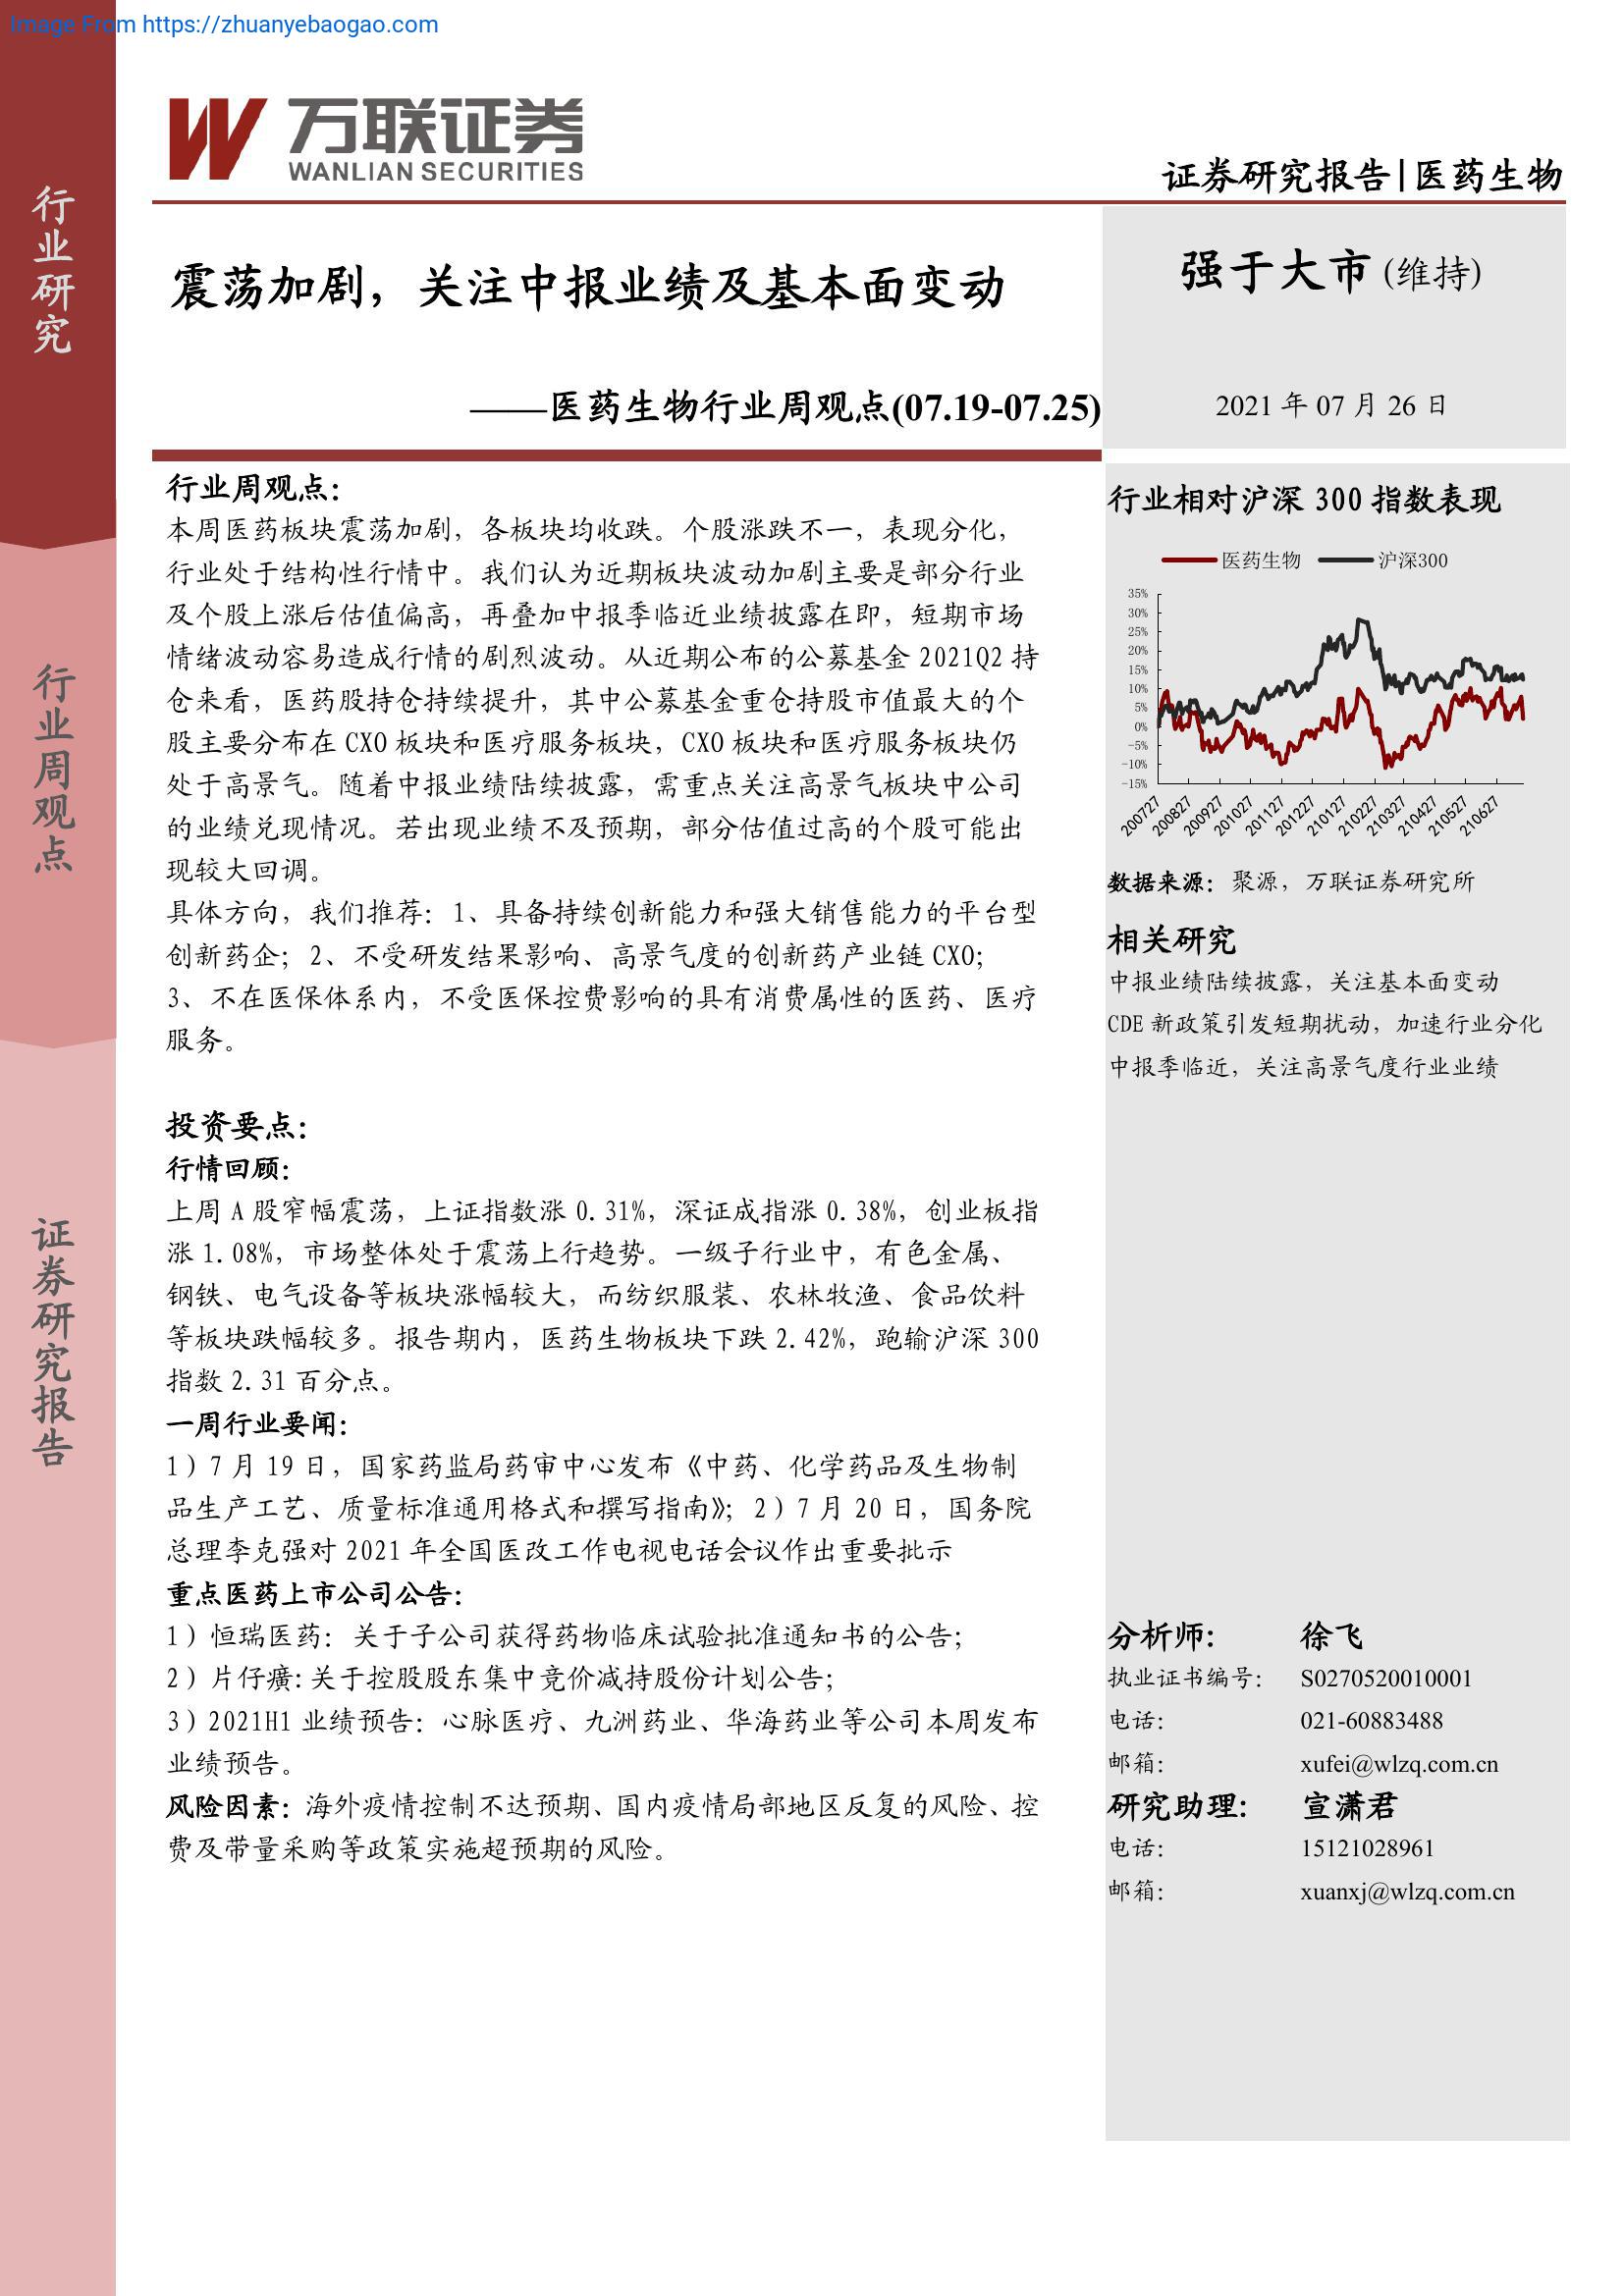 Image From https://zhuanyebaogao.com
万联证券
WANLIAN SECURITIES
证券研究报告|医药生物
行业研究
行业周观点
证券研究报告
震荡加剧，关注中报业绩及基本面变动
——医药生物行业周观点(07.19-07.25)
强于大市(维持)
2021 年 07 月 26 日
行业周观点：
本周医药板块震荡加剧，各板块均收跌。个股涨跌不一，表现分化，
行业处于结构性行情中。我们认为近期板块波动加剧主要是部分行业
及个股上涨后估值偏高，再叠加中报季临近业绩披露在即，短期市场
情绪波动容易造成行情的剧烈波动。从近期公布的公募基金 2021Q2 持
仓来看，医药股持仓持续提升，其中公募基金重仓持股市值最大的个
股主要分布在 CXO 板块和医疗服务板块，CXO 板块和医疗服务板块仍
处于高景气。随着中报业绩陆续披露，需重点关注高景气板块中公司
的业绩兑现情况。若出现业绩不及预期，部分估值过高的个股可能出
现较大回调。
具体方向，我们推荐：1、具备持续创新能力和强大销售能力的平台型
创新药企；2、不受研发结果影响、高景气度的创新药产业链 CXO；
3、不在医保体系内，不受医保控费影响的具有消费属性的医药、医疗
服务。
投资要点：
行情回顾：
上周 A 股窄幅震荡，上证指数涨 0.31%，深证成指涨 0.38%，创业板指
涨 1.08%，市场整体处于震荡上行趋势。一级子行业中，有色金属、
钢铁、电气设备等板块涨幅较大，而纺织服装、农林牧渔、食品饮料
等板块跌幅较多。报告期内，医药生物板块下跌 2.42%，跑输沪深 300
指数 2.31 百分点。
一周行业要闻：
1）7 月 19 日，国家药监局药审中心发布《中药、化学药品及生物制
品生产工艺、质量标准通用格式和撰写指南》；2）7 月 20 日，国务院
总理李克强对 2021 年全国医改工作电视电话会议作出重要批示
重点医药上市公司公告：
1）恒瑞医药：关于子公司获得药物临床试验批准通知书的公告；
2）片仔癀：关于控股股东集中竞价减持股份计划公告；
3）2021H1 业绩预告：心脉医疗、九洲药业、华海药业等公司本周发布
业绩预告。
风险因素：海外疫情控制不达预期、国内疫情局部地区反复的风险、控
费及带量采购等政策实施超预期的风险。
行业相对沪深 300 指数表现
医药生物 沪深300
35%
30%
25%
20%
15%
10%
5%
0%
-5%
-10%
-15%
200727 200827 200927 201027 201127 201227 210127 210227 210327 210427 210527 210627
数据来源：聚源，万联证券研究所
相关研究
中报业绩陆续披露，关注基本面变动
CDE 新政策引发短期扰动，加速行业分化
中报季临近，关注高景气度行业业绩
分析师： 徐飞
执业证书编号： S0270520010001
电话： 021-60883488
邮箱： xufei@wlzq.com.cn
研究助理： 宣潇君
电话： 15121028961
邮箱： xuanxj@wlzq.com.cn